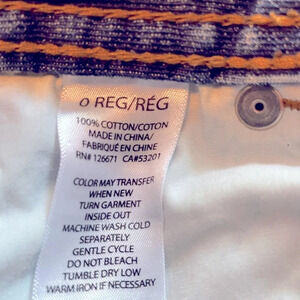 0 REG/RÉG
100% COTTON/COTON
MADE IN CHINA/
FABRIQUÉ EN CHINE
RN# 126671 CA#53201
COLOR MAY TRANSFER
WHEN NEW
TURN GARMENT
INSIDE OUT
MACHINE WASH COLD
SEPARATELY
GENTLE CYCLE
DO NOT BLEACH
TUMBLE DRY LOW
WARM IRON IF NECESSARY